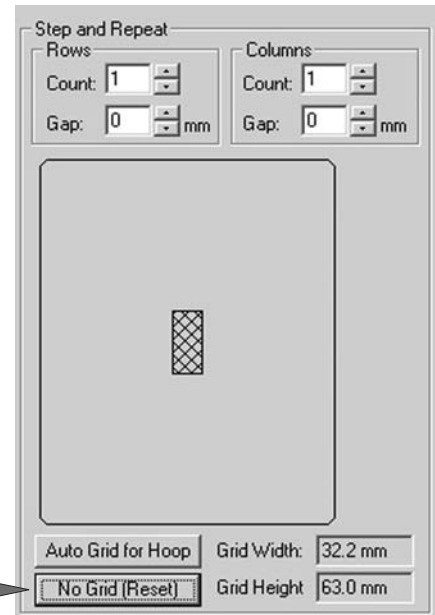 Step and Repeat
Rows
Columns
Count: 1
Count: 1
Gap: 0 mm
Gap: 0 mm
Auto Grid for Hoop
Grid Width: 32.2 mm
No Grid (Reset)
Grid Height 63.0 mm